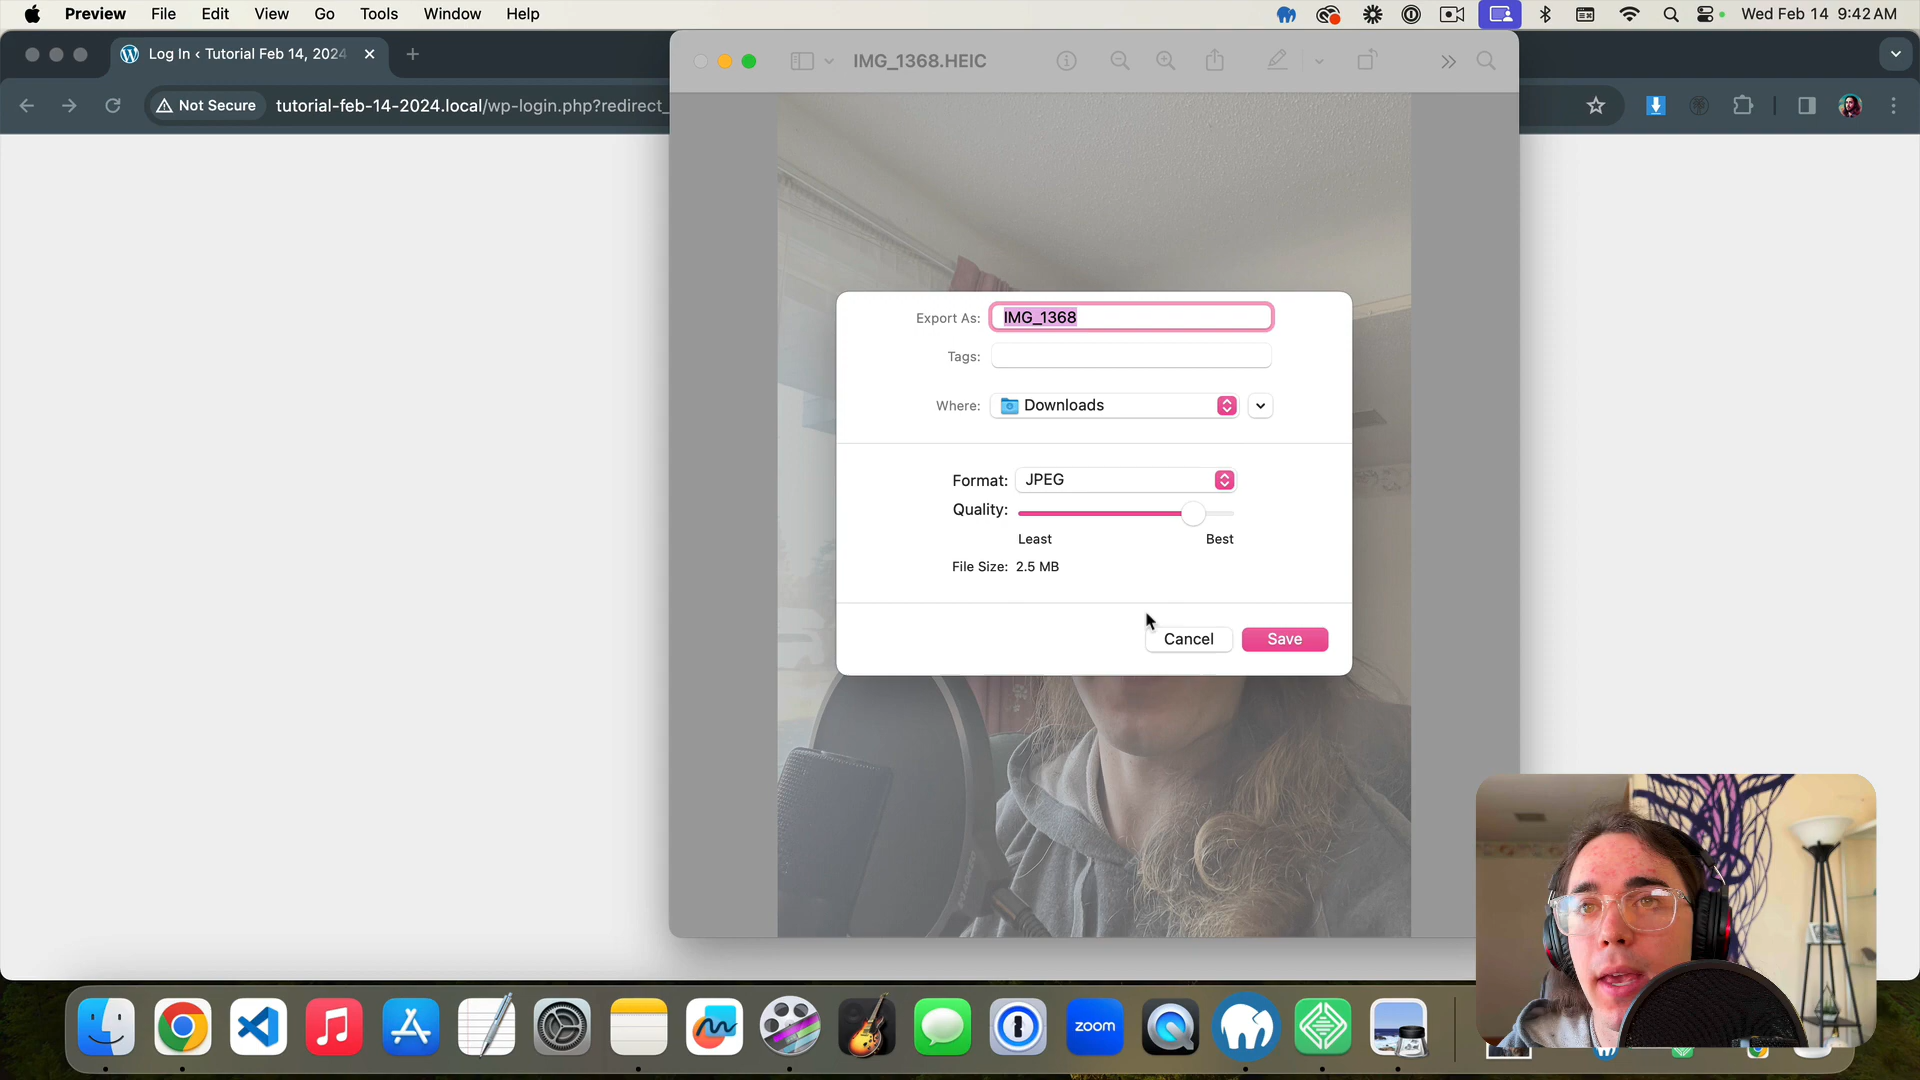 Preview File Edit View Go Tools Window Help Wed Feb 14 9:42 AM
Log In ‹ Tutorial Feb 14, 2024
IMG_1368.HEIC
Not Secure tutorial-feb-14-2024.local/wp-login.php?redirect_
Export As: IMG_1368
Tags:
Where: Downloads
Format: JPEG
Quality:
Least Best
File Size: 2.5 MB
Cancel Save
zoom